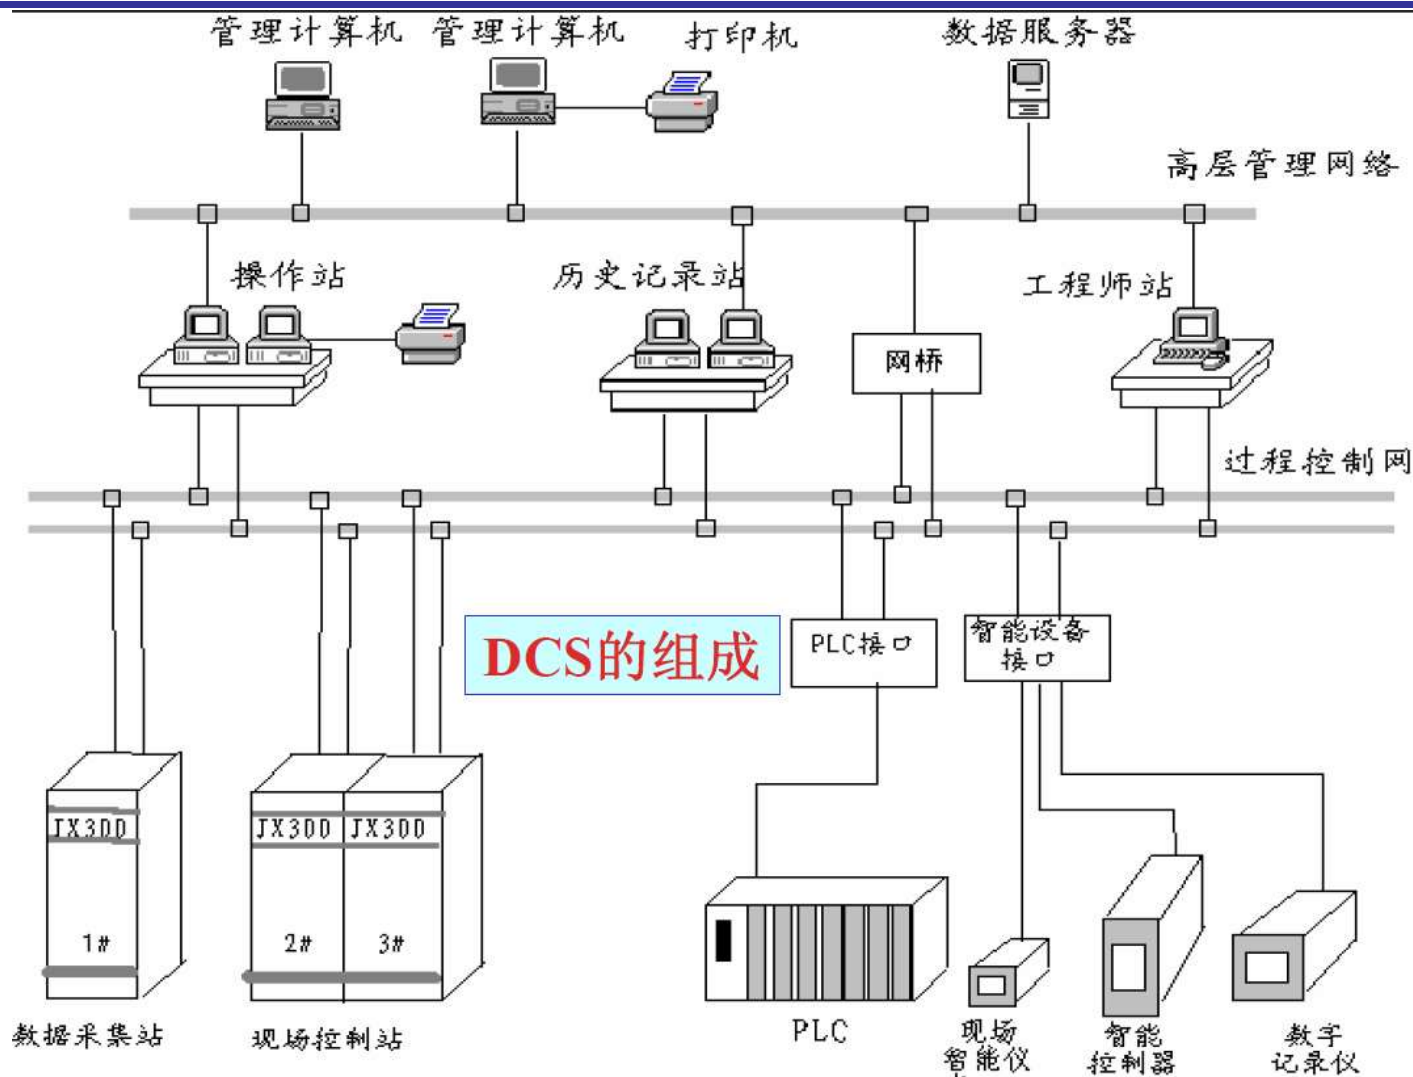 管理计算机 管理计算机 打印机 数据服务器
高层管理网络
操作站 历史记录站 工程师站
网桥
过程控制网
DCS的组成
PLC接口
智能设备
接口
JX3DD JX3DD JX3DD
1# 2# 3#
数据采集站 现场控制站 PLC
现场
智能仪
智能
控制器
数字
记录仪